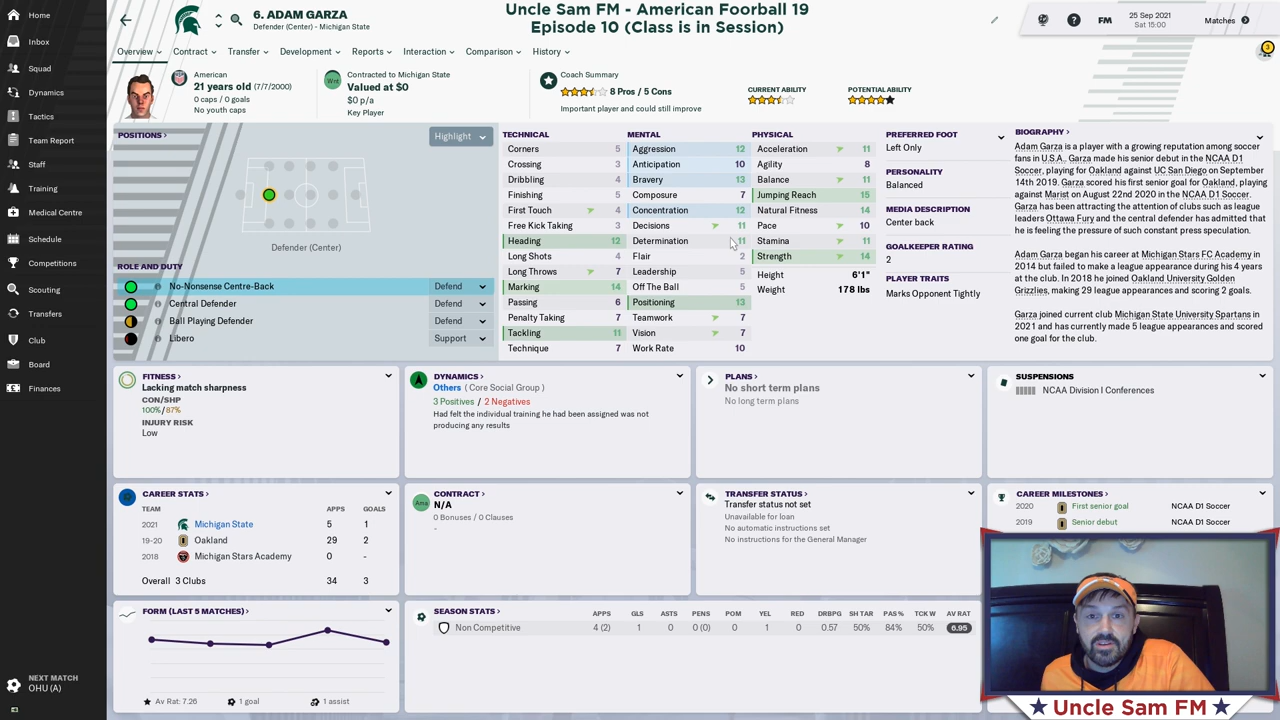 Home
Inbox
Squad
Dynamics
Tactics
Team Report
Staff
Training
Medical Centre
Schedule
Competitions
Scouting
Transfers
Club
Board
Finances
NEXT MATCH
OHU (A)
6. ADAM GARZA
Defender (Center) - Michigan State
Uncle Sam FM - American Foorball 19
Episode 10 (Class is in Session)
?
FM
25 Sep 2021
Sat 15:00
Matches
Overview
Contract
Transfer
Development
Reports
Interaction
Comparison
History
3
American
21 years old (7/7/2000)
0 caps / 0 goals
No youth caps
Wnt
Contracted to Michigan State
Valued at $0
$0 p/a
Key Player
Coach Summary
8 Pros / 5 Cons
Important player and could still improve
CURRENT ABILITY
POTENTIAL ABILITY
POSITIONS >
Highlight
Defender (Center)
ROLE AND DUTY
No-Nonsense Centre-Back Defend
Central Defender Defend
Ball Playing Defender Defend
Libero Support
TECHNICAL
Corners 5
Crossing 3
Dribbling 4
Finishing 5
First Touch 4
Free Kick Taking 3
Heading 12
Long Shots 4
Long Throws 7
Marking 14
Passing 6
Penalty Taking 7
Tackling 11
Technique 7
MENTAL
Aggression 12
Anticipation 10
Bravery 13
Composure 7
Concentration 12
Decisions 11
Determination 11
Flair 2
Leadership 5
Off The Ball 5
Positioning 13
Teamwork 7
Vision 7
Work Rate 10
PHYSICAL
Acceleration 11
Agility 8
Balance 11
Jumping Reach 15
Natural Fitness 14
Pace 10
Stamina 11
Strength 14
Height 6'1"
Weight 178 lbs
PREFERRED FOOT
Left Only
PERSONALITY
Balanced
MEDIA DESCRIPTION
Center back
GOALKEEPER RATING
2
PLAYER TRAITS
Marks Opponent Tightly
BIOGRAPHY >
Adam Garza is a player with a growing reputation among soccer
fans in U.S.A.. Garza made his senior debut in the NCAA D1
Soccer, playing for Oakland against UC San Diego on September
14th 2019. Garza scored his first senior goal for Oakland, playing
against Marist on August 22nd 2020 in the NCAA D1 Soccer.
Garza has been attracting the attention of clubs such as league
leaders Ottawa Fury and the central defender has admitted that
he is feeling the pressure of such constant press speculation.
Adam Garza began his career at Michigan Stars FC Academy in
2014 but failed to make a league appearance during his 4 years
at the club. In 2018 he joined Oakland University Golden
Grizzlies, making 29 league appearances and scoring 2 goals.
Garza joined current club Michigan State University Spartans in
2021 and has currently made 5 league appearances and scored
one goal for the club.
FITNESS >
Lacking match sharpness
CON/SHP
100%/87%
INJURY RISK
Low
DYNAMICS >
Others ( Core Social Group )
3 Positives / 2 Negatives
Had felt the individual training he had been assigned was not
producing any results
PLANS >
No short term plans
No long term plans
SUSPENSIONS
NCAA Division I Conferences
CAREER STATS >
TEAM APPS GOALS
2021 Michigan State 5 1
19-20 Oakland 29 2
2018 Michigan Stars Academy 0 -
Overall 3 Clubs 34 3
CONTRACT >
N/A
0 Bonuses / 0 Clauses
-
TRANSFER STATUS >
Transfer status not set
Unavailable for loan
No automatic instructions set
No instructions for the General Manager
CAREER MILESTONES >
2020 First senior goal NCAA D1 Soccer
2019 Senior debut NCAA D1 Soccer
FORM (LAST 5 MATCHES) >
Av Rat: 7.26 1 goal 1 assist
SEASON STATS >
APPS GLS ASTS PENS POM YEL RED DRBPG SH TAR PAS% TCK W AV RAT
Non Competitive 4 (2) 1 0 0 (0) 0 1 0 0.57 50% 84% 50% 6.95
Uncle Sam FM